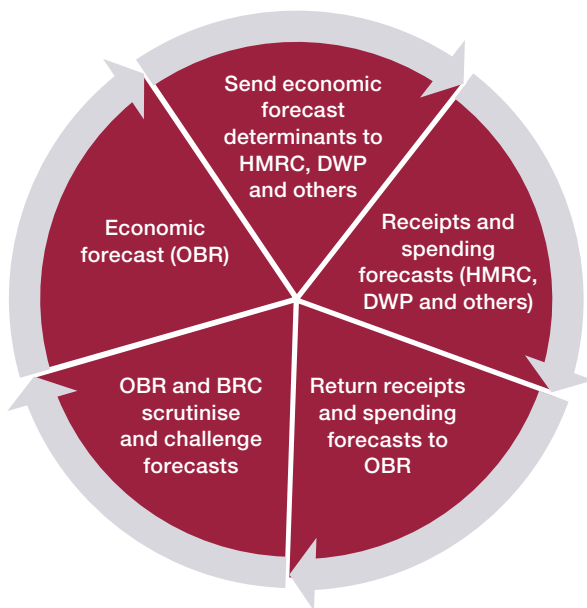 Send economic
forecast
determinants to
HMRC, DWP
and others
Receipts and
spending
forecasts (HMRC,
DWP and others)
Return receipts
and spending
forecasts to
OBR
OBR and BRC
scrutinise
and challenge
forecasts
Economic
forecast (OBR)